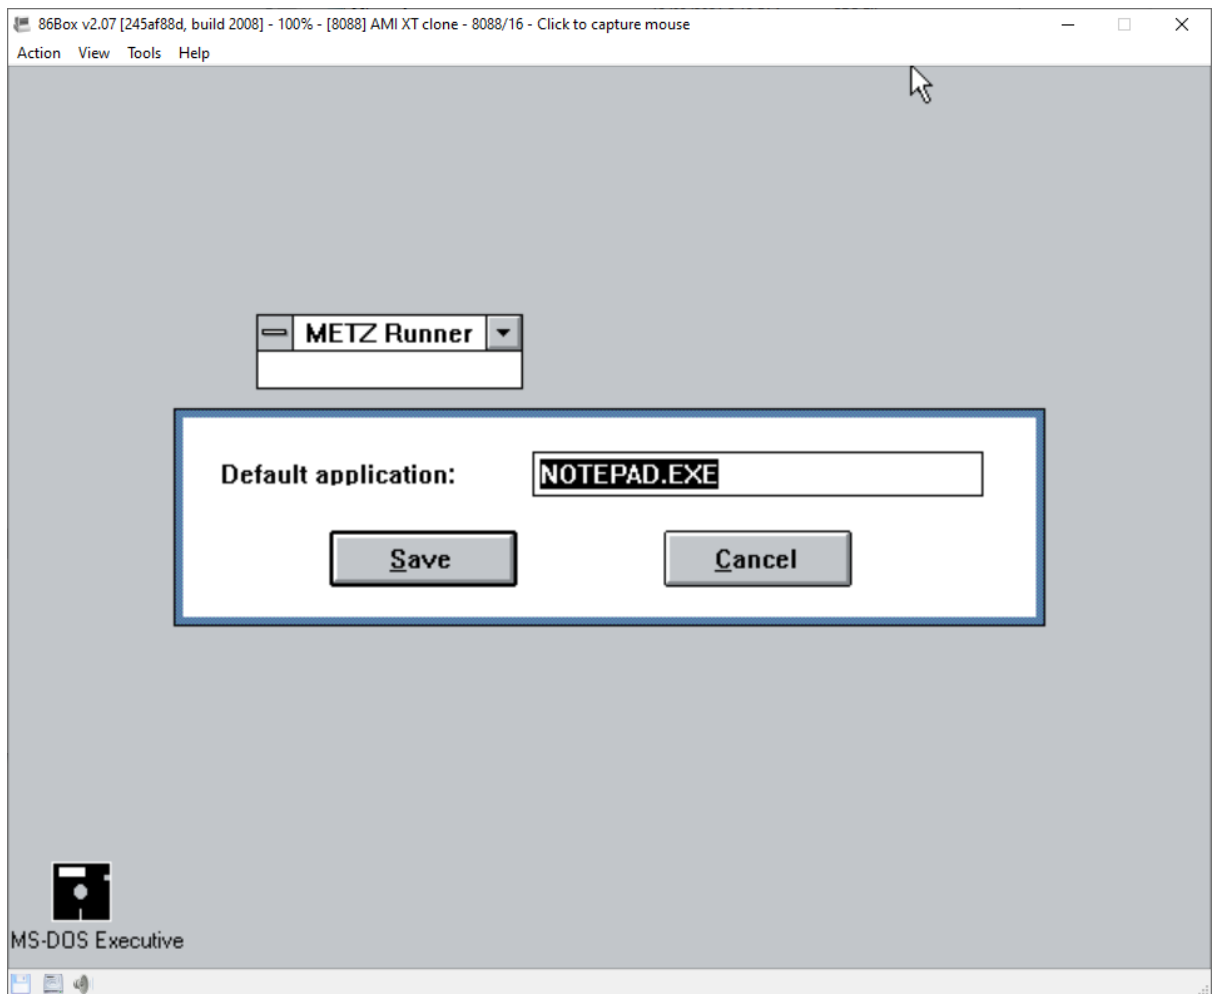 86Box v2.07 [245af88d, build 2008] - 100% - [8088] AMI XT clone - 8088/16 - Click to capture mouse
Action View Tools Help
METZ Runner
Default application: NOTEPAD.EXE
Save Cancel
MS-DOS Executive